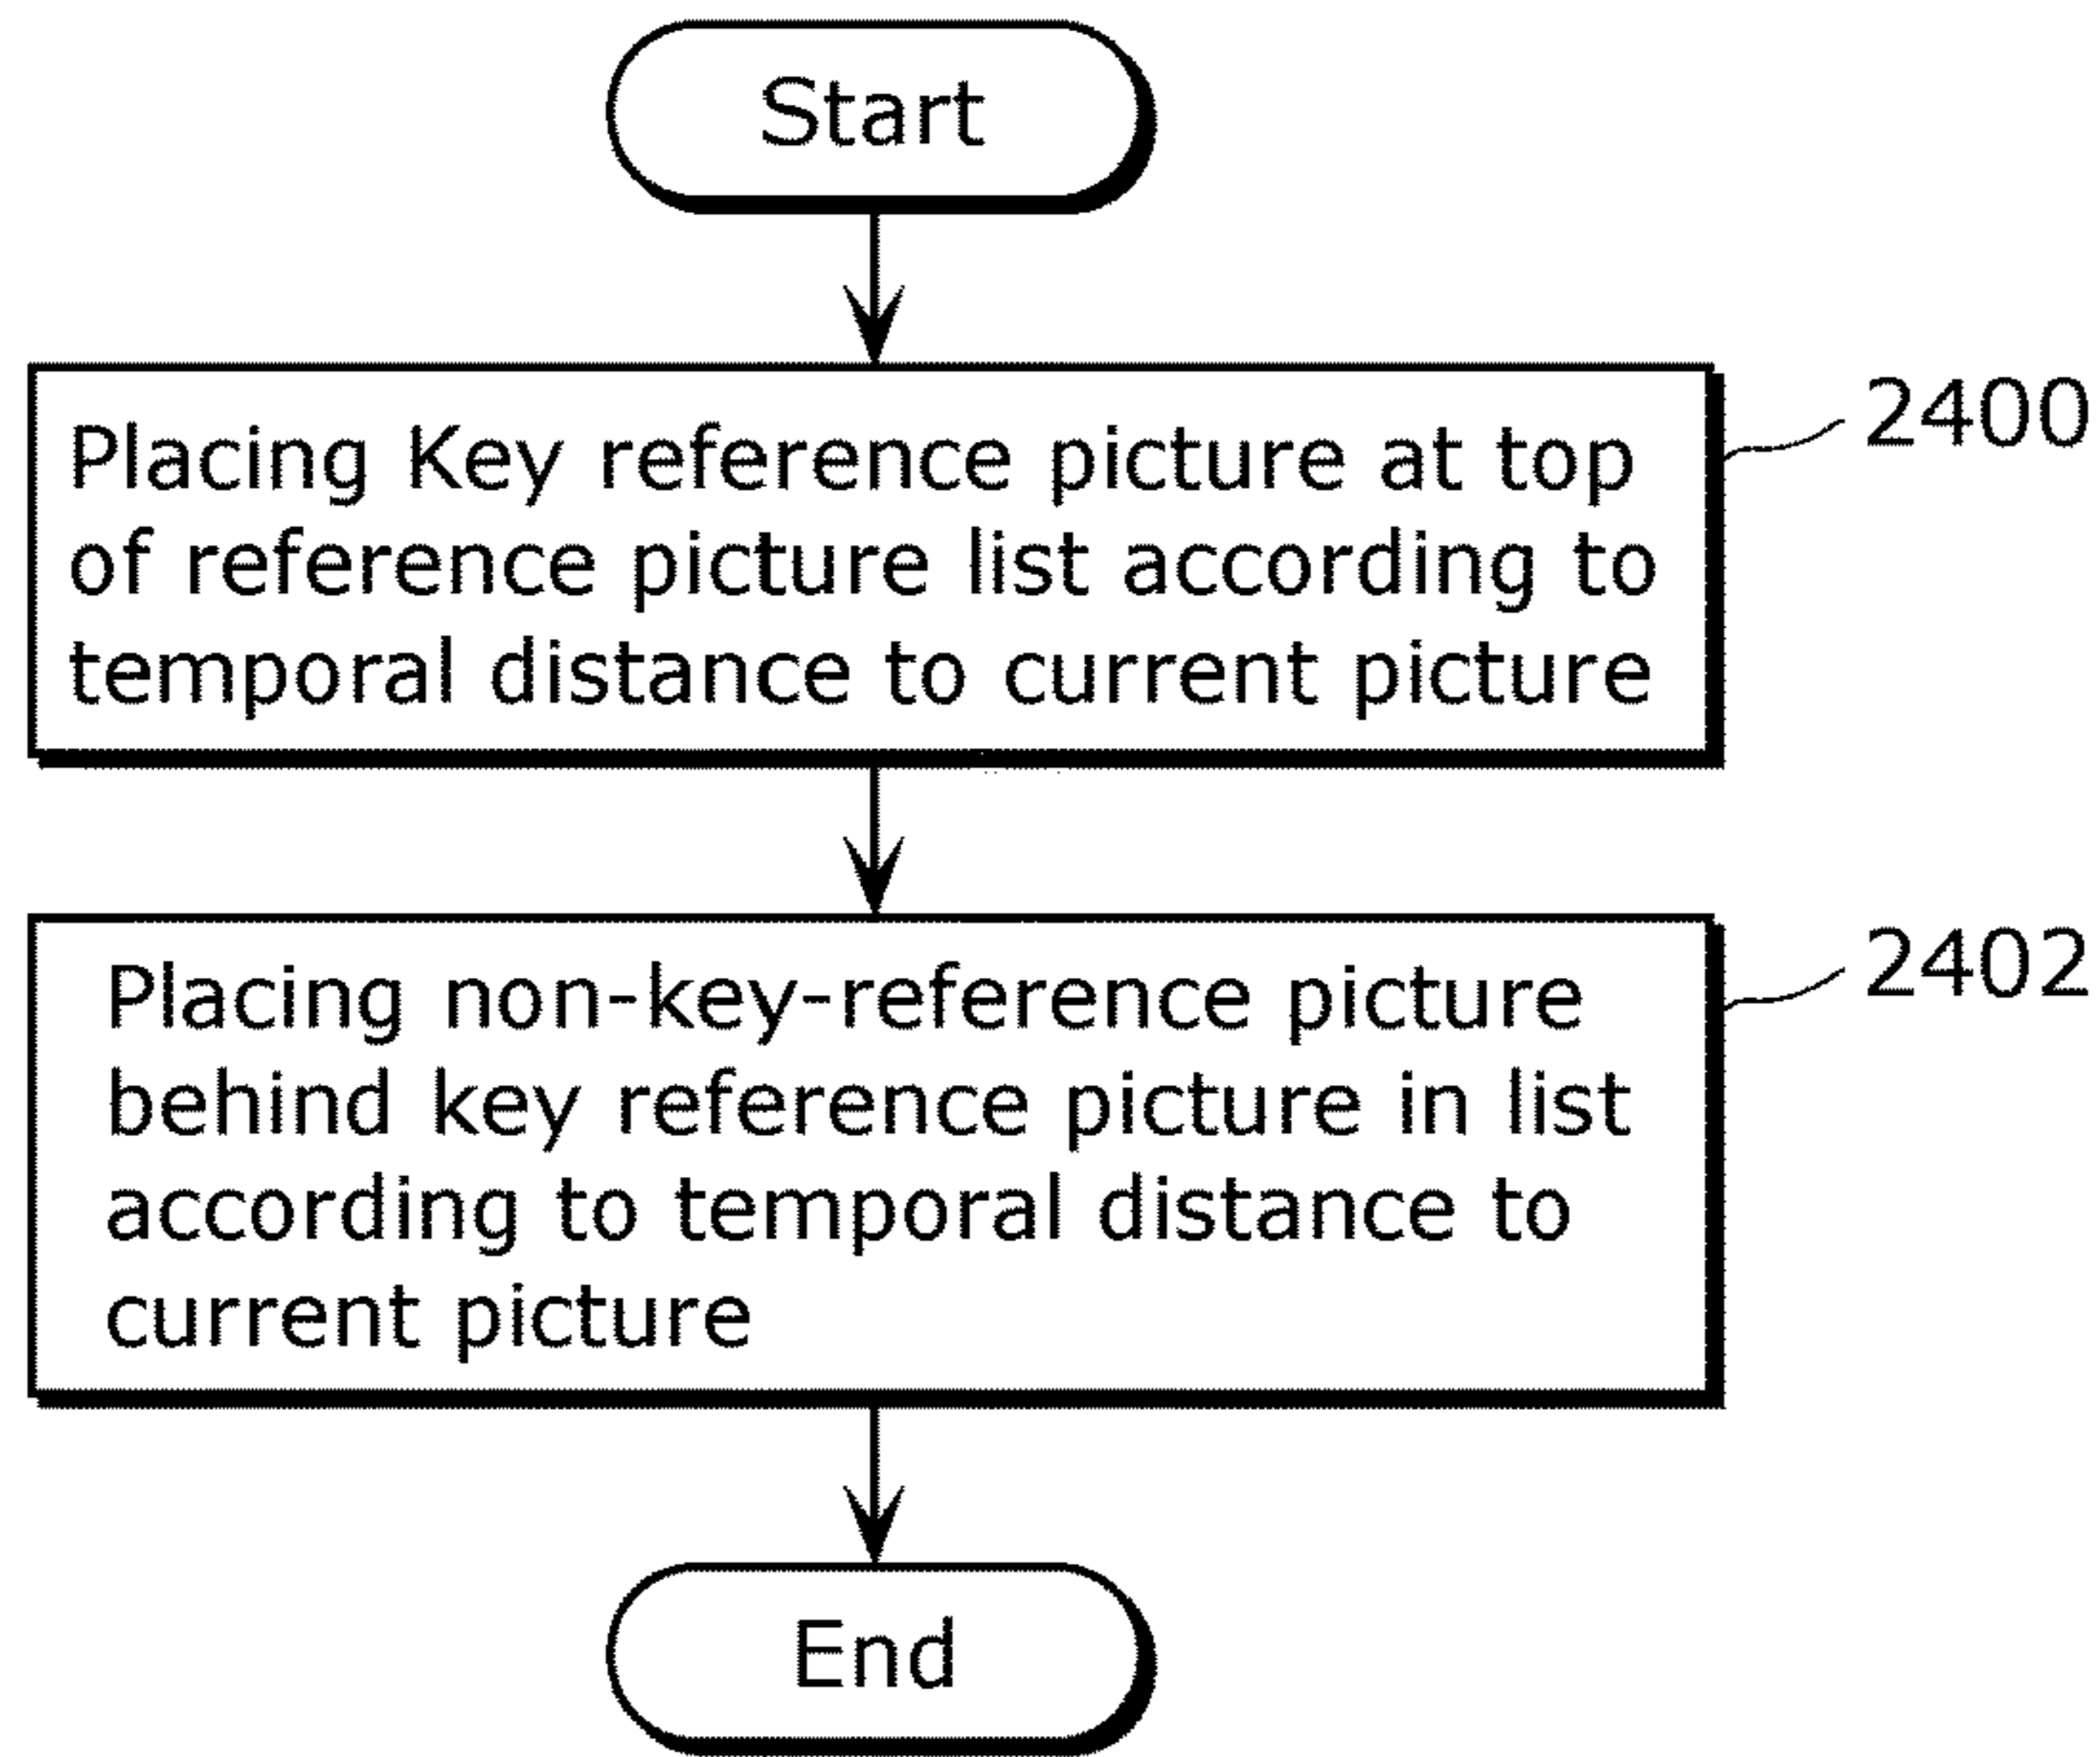 Start
Placing Key reference picture at top
of reference picture list according to
temporal distance to current picture
2400
Placing non-key-reference picture
behind key reference picture in list
according to temporal distance to
current picture
2402
End